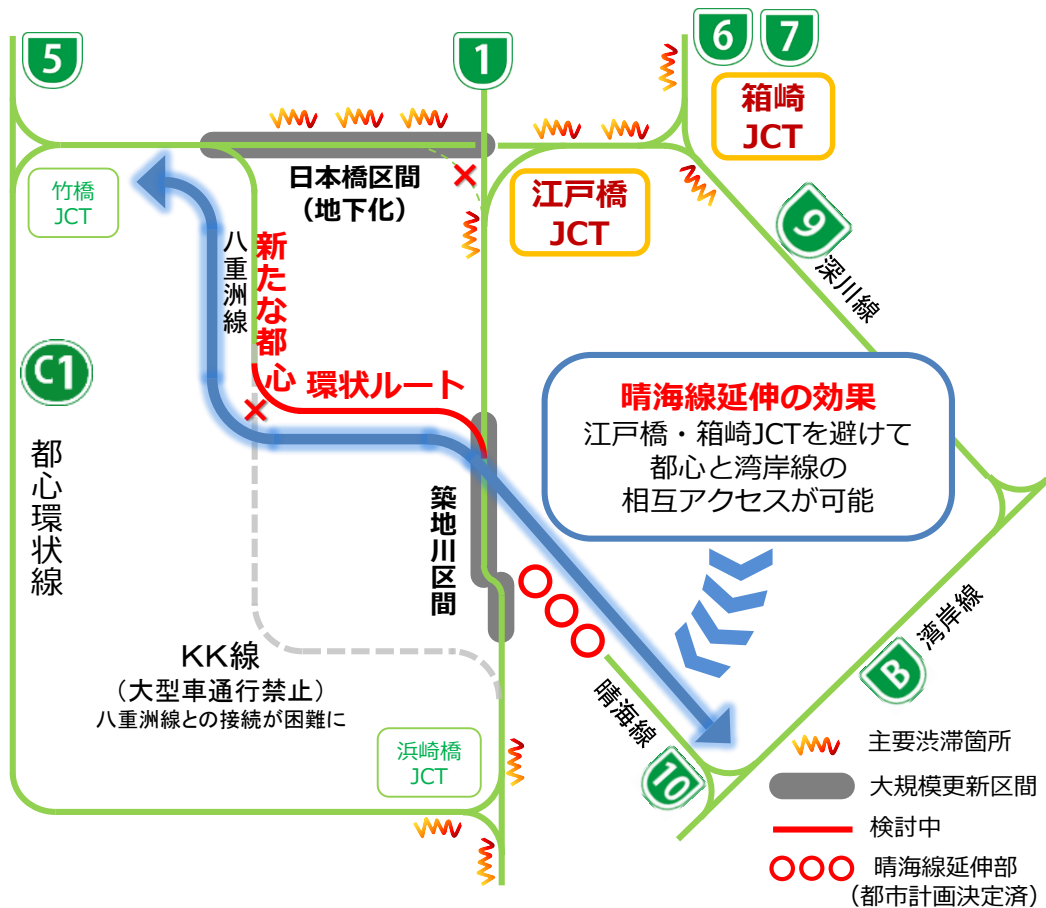 5
1
6
7
箱崎
JCT
日本橋区間
（地下化）
江戸橋
JCT
竹橋
JCT
9
深川線
八重洲線
新たな都心
環状ルート
C1
都心環状線
晴海線延伸の効果
江戸橋・箱崎JCTを避けて
都心と湾岸線の
相互アクセスが可能
築地川区間
KK線
（大型車通行禁止）
八重洲線との接続が困難に
湾岸線
B
晴海線
10
浜崎橋
JCT
主要渋滞箇所
大規模更新区間
検討中
晴海線延伸部
（都市計画決定済）